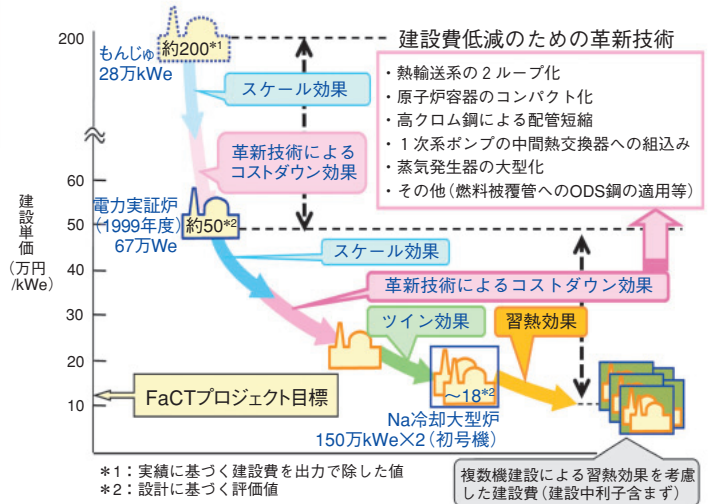 200
約200*1
もんじゅ
28万kWe
スケール効果
建設費低減のための革新技術
・熱輸送系の2ループ化
・原子炉容器のコンパクト化
・高クロム鋼による配管短縮
・1次系ポンプの中間熱交換器への組込み
・蒸気発生器の大型化
・その他(燃料被覆管へのODS鋼の適用等)
革新技術による
コストダウン効果
建設単価
(万円
/kWe)
60
50
40
30
20
10
電力実証炉
(1999年度)
67万We
約50*2
スケール効果
革新技術によるコストダウン効果
ツイン効果
習熱効果
FaCTプロジェクト目標
～18*2
Na冷却大型炉
150万kWe×2(初号機)
*1：実績に基づく建設費を出力で除した値
*2：設計に基づく評価値
複数機建設による習熱効果を考慮
した建設費(建設中利子含まず)